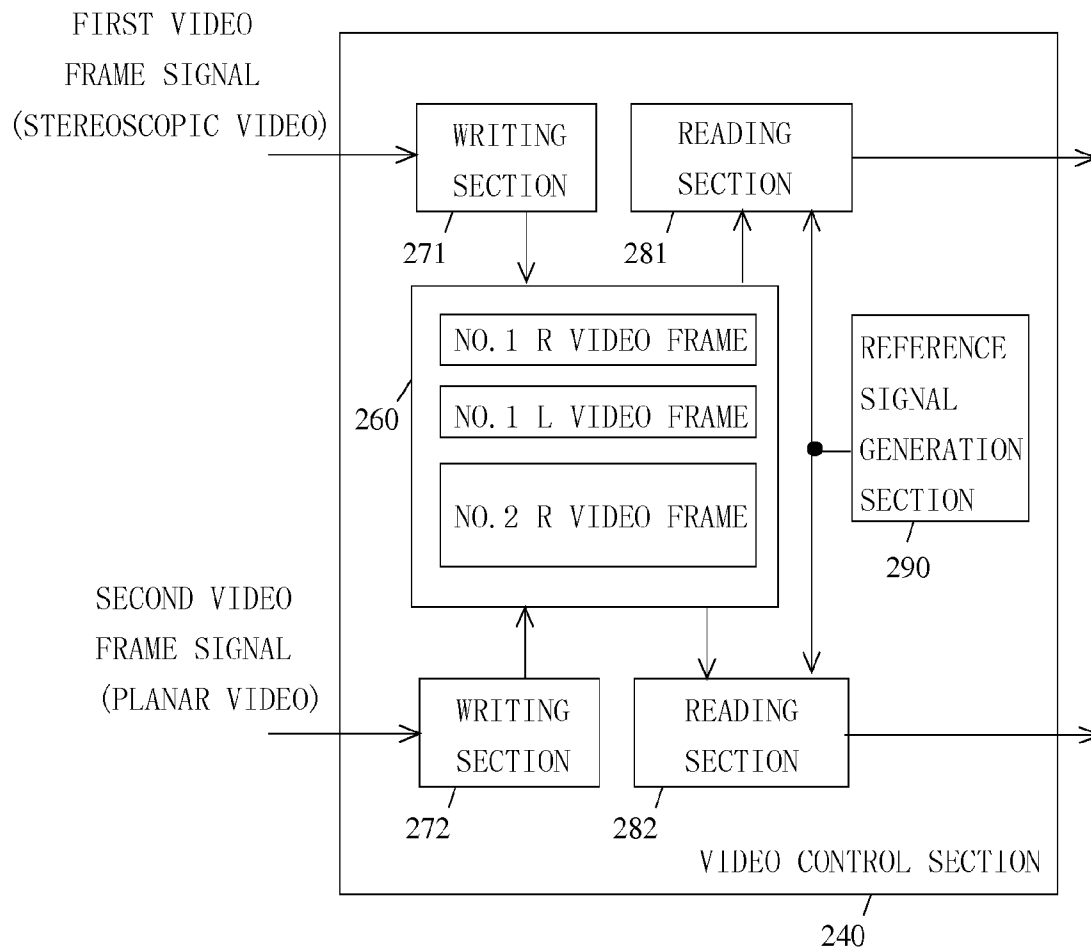 FIRST VIDEO
FRAME SIGNAL
(STEREOSCOPIC VIDEO)
WRITING
SECTION
271
READING
SECTION
281
NO.1 R VIDEO FRAME
NO.1 L VIDEO FRAME
NO.2 R VIDEO FRAME
260
REFERENCE
SIGNAL
GENERATION
SECTION
290
SECOND VIDEO
FRAME SIGNAL
(PLANAR VIDEO)
WRITING
SECTION
272
READING
SECTION
282
VIDEO CONTROL SECTION
240